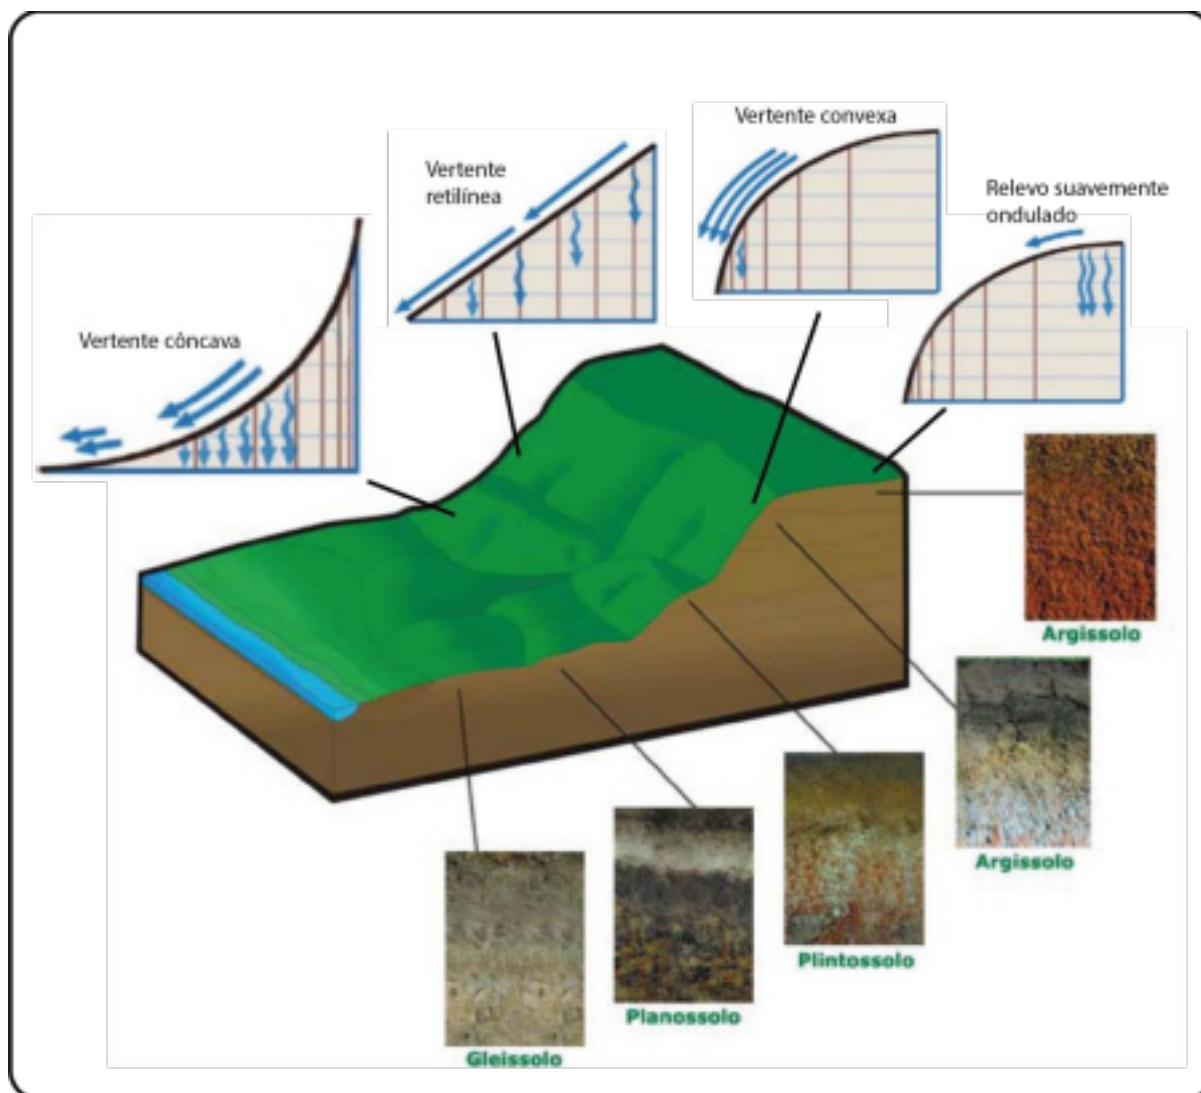 Vertente convexa
Vertente
retilínea
Relevo suavemente
ondulado
Vertente côncava
Argissolo
Argissolo
Plintossolo
Planossolo
Gleissolo